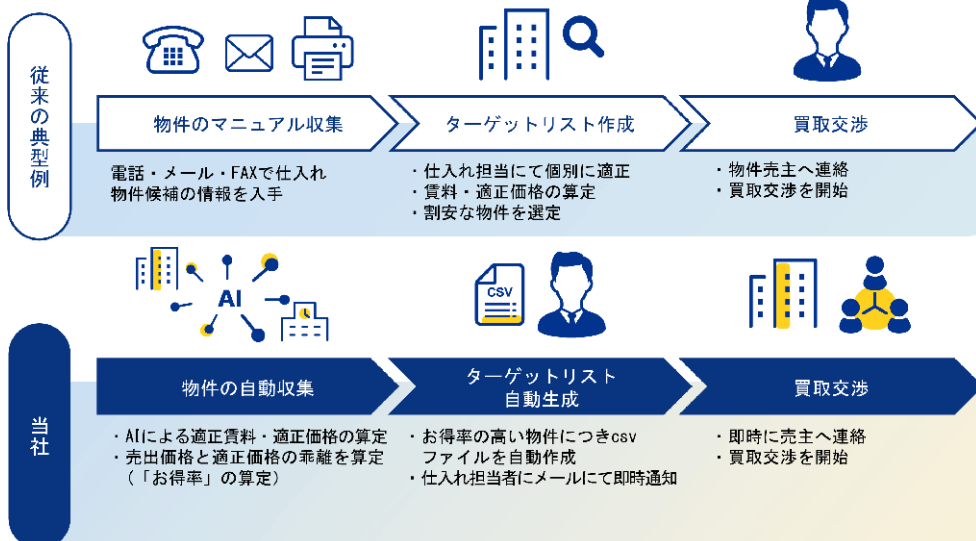 従来の典型例
物件のマニュアル収集
ターゲットリスト作成
買取交渉
電話・メール・FAXで仕入れ
物件候補の情報を入手
・仕入れ担当にて個別に適正
・賃料・適正価格の算定
・割安な物件を選定
・物件売主へ連絡
・買取交渉を開始
AI
CSV
当社
物件の自動収集
ターゲットリスト
自動生成
買取交渉
・AIによる適正賃料・適正価格の算定
・売出価格と適正価格の乖離を算定
（「お得率」の算定）
・お得率の高い物件につきcsv
ファイルを自動作成
・仕入れ担当者にメールにて即時通知
・即時に売主へ連絡
・買取交渉を開始